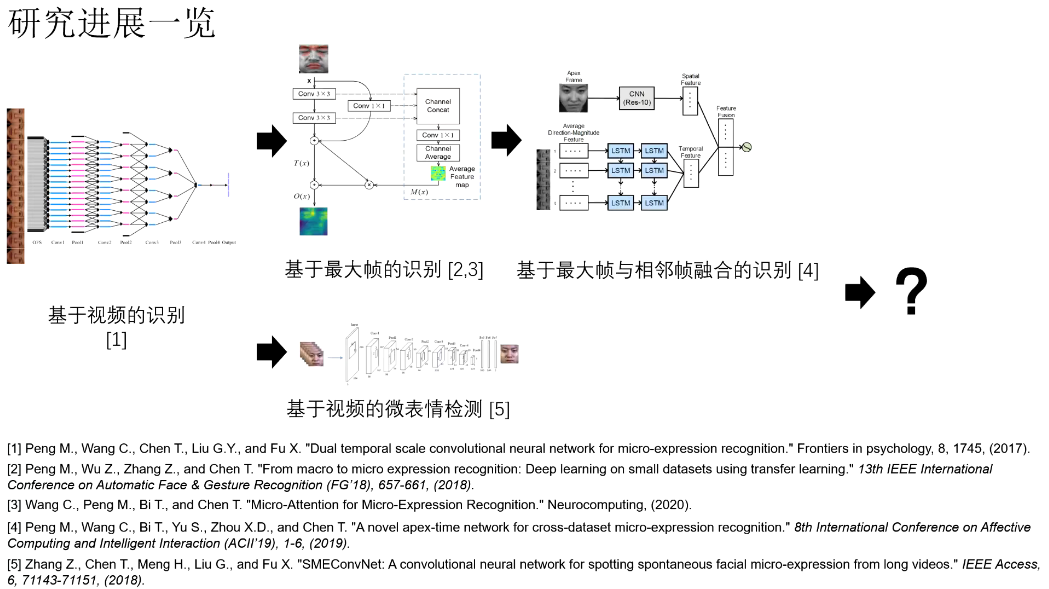 研究进展一览
X
Conv 3×3
Conv 3×3
Conv 1×1
Channel
Concat
Conv 1×1
Channel
Average
Average
Feature
map
T(x)
M(x)
O(x)
Apex
Frame
CNN
(Res-10)
Spatial
Feature
Feature
Fusion
Average
Direction-Magnitude
Feature
LSTM
LSTM
LSTM
LSTM
LSTM
LSTM
Temporal
Feature
基于最大帧的识别 [2,3]
基于最大帧与相邻帧融合的识别 [4]
?
基于视频的识别
[1]
基于视频的微表情检测 [5]
[1] Peng M., Wang C., Chen T., Liu G.Y., and Fu X. "Dual temporal scale convolutional neural network for micro-expression recognition." Frontiers in psychology, 8, 1745, (2017).
[2] Peng M., Wu Z., Zhang Z., and Chen T. "From macro to micro expression recognition: Deep learning on small datasets using transfer learning." 13th IEEE International
Conference on Automatic Face & Gesture Recognition (FG'18), 657-661, (2018).
[3] Wang C., Peng M., Bi T., and Chen T. "Micro-Attention for Micro-Expression Recognition." Neurocomputing, (2020).
[4] Peng M., Wang C., Bi T., Yu S., Zhou X.D., and Chen T. "A novel apex-time network for cross-dataset micro-expression recognition." 8th International Conference on Affective
Computing and Intelligent Interaction (ACII'19), 1-6, (2019).
[5] Zhang Z., Chen T., Meng H., Liu G., and Fu X. "SMEConvNet: A convolutional neural network for spotting spontaneous facial micro-expression from long videos." IEEE Access,
6, 71143-71151, (2018).